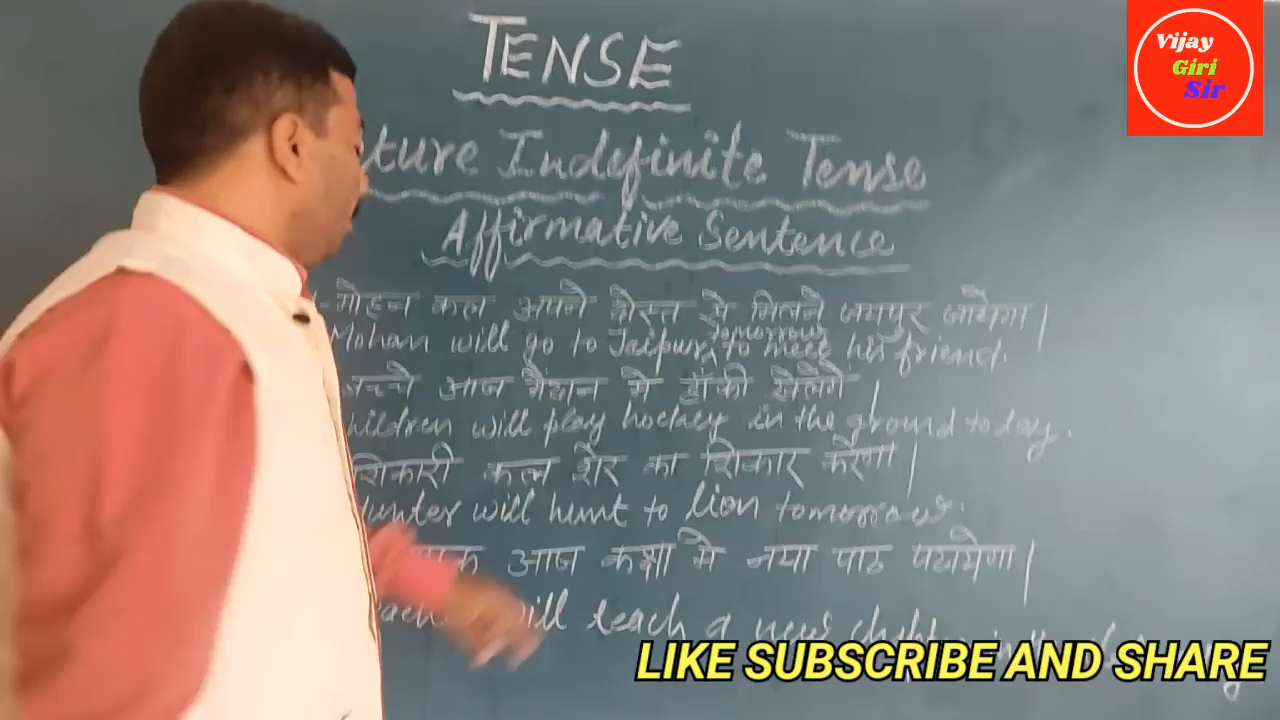 TENSE
ture Indefinite Tense
Affirmative Sentence
मोहन कल अपने दोस्त से मिलने जयपुर जायेगा।
Mohan will go to Jaipur, tomorrow to meet his friend.
बच्चे आज मैदान मे हॉकी खेलेंगे।
hildren will play hockey in the ground today.
शिकारी कल शेर का शिकार करेगा।
Hunter will hunt to lion tomorrow.
आज कक्षा मे नया पाठ पढायेगा।
will teach a new
Vijay
Giri
Sir
LIKE SUBSCRIBE AND SHARE